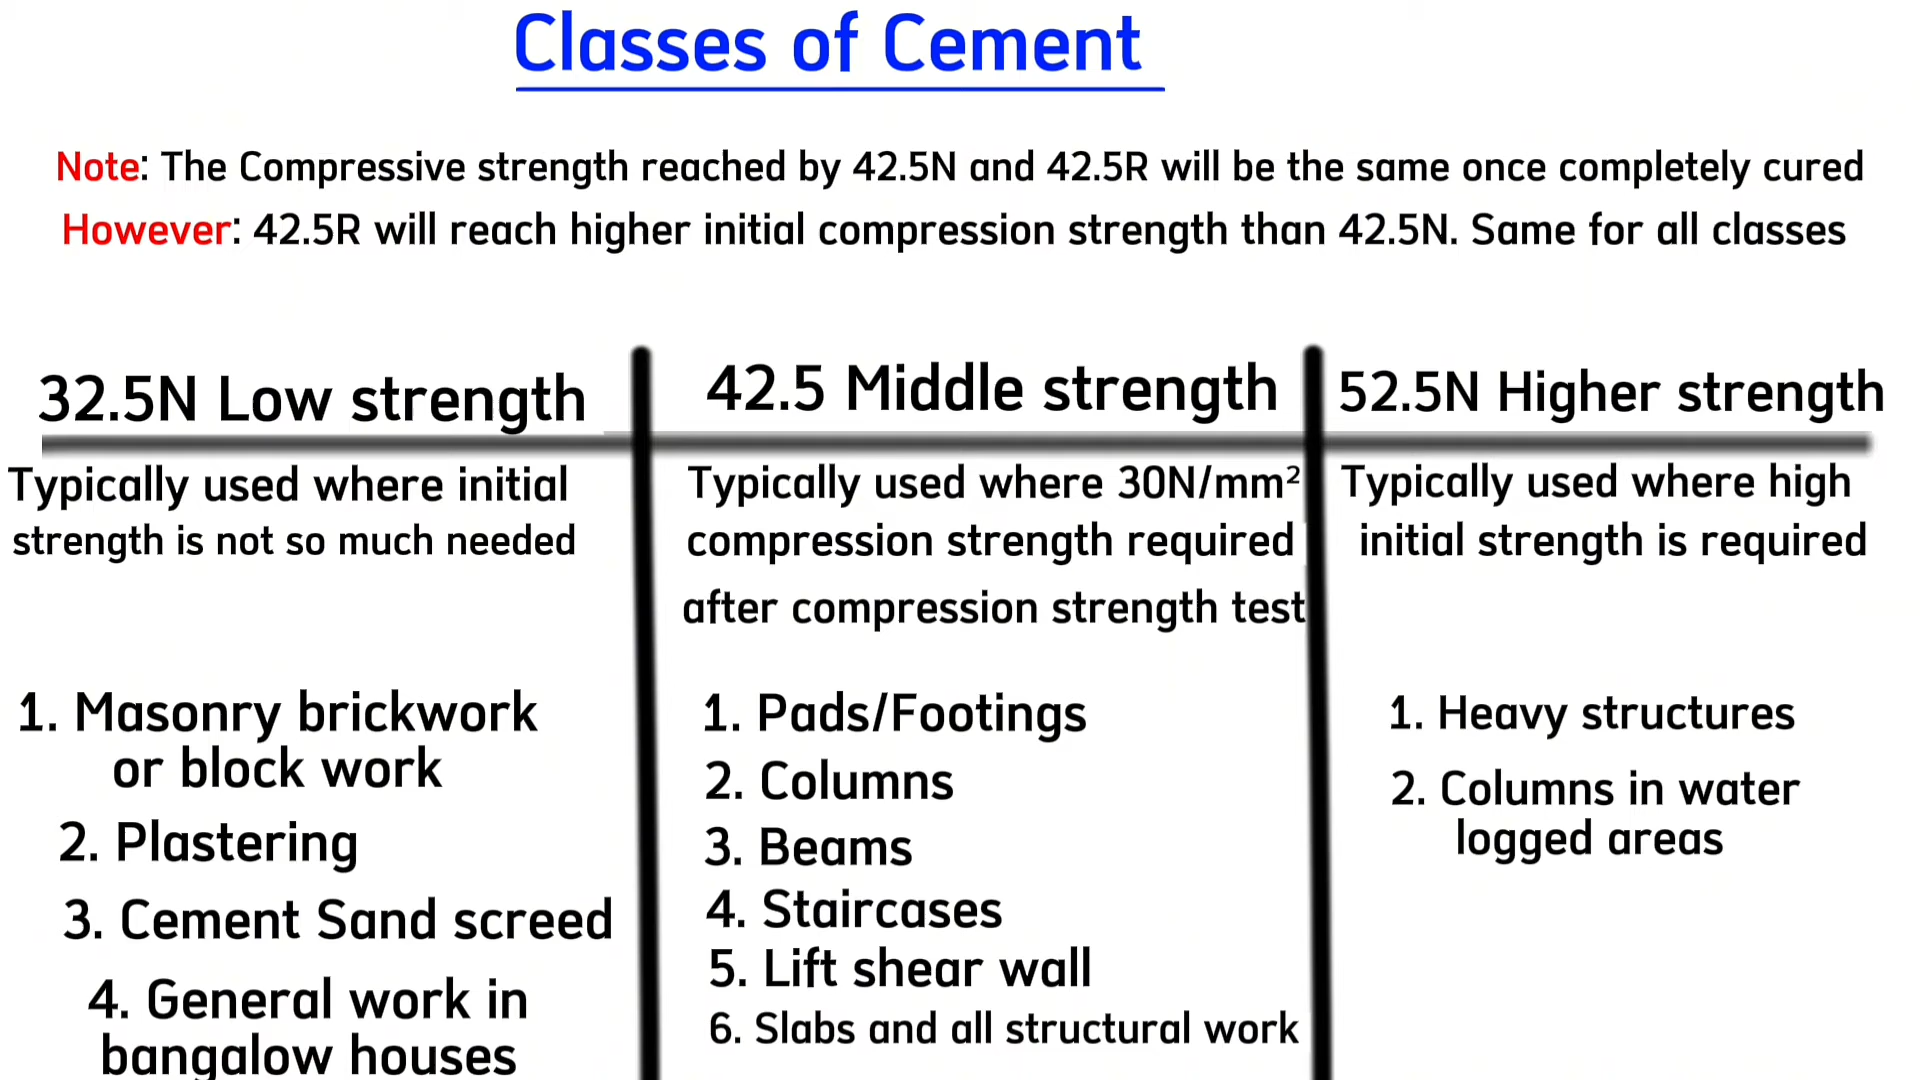 Classes of Cement
Note: The Compressive strength reached by 42.5N and 42.5R will be the same once completely cured
However: 42.5R will reach higher initial compression strength than 42.5N. Same for all classes
32.5N Low strength
Typically used where initial
strength is not so much needed
1. Masonry brickwork
or block work
2. Plastering
3. Cement Sand screed
4. General work in
bangalow houses
42.5 Middle strength
Typically used where 30N/mm²
compression strength required
after compression strength test
1. Pads/Footings
2. Columns
3. Beams
4. Staircases
5. Lift shear wall
6. Slabs and all structural work
52.5N Higher strength
Typically used where high
initial strength is required
1. Heavy structures
2. Columns in water
logged areas